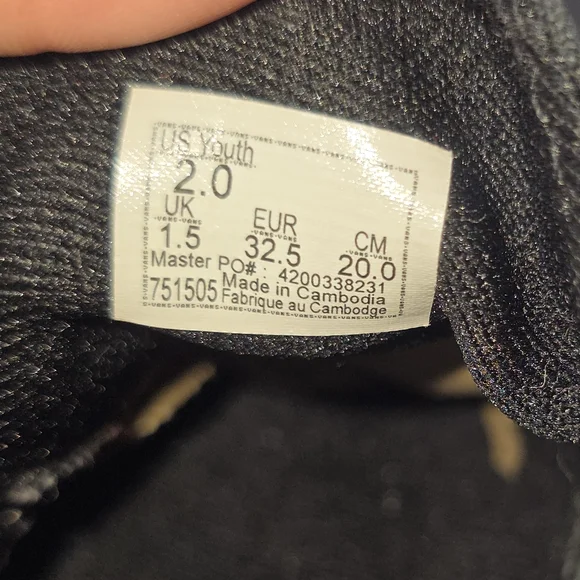 US Youth
2.0
UK EUR CM
1.5 32.5 20.0
Master PO# : 4200338231
751505 Made in Cambodia
Fabrique au Cambodge